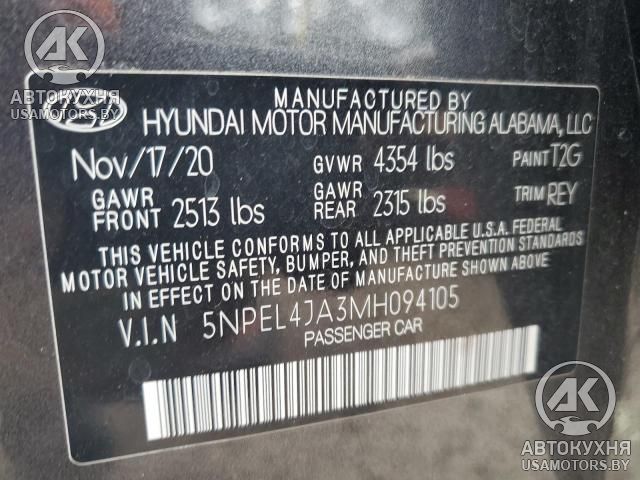 АК
АВТОКУХНЯ
USAMOTORS.BY
MANUFACTURED BY
HYUNDAI MOTOR MANUFACTURING ALABAMA, LLC
Nov/17/20 GVWR 4354 lbs PAINT T2G
GAWR FRONT 2513 lbs GAWR REAR 2315 lbs TRIM REY
THIS VEHICLE CONFORMS TO ALL APPLICABLE U.S.A. FEDERAL
MOTOR VEHICLE SAFETY, BUMPER, AND THEFT PREVENTION STANDARDS
IN EFFECT ON THE DATE OF MANUFACTURE SHOWN ABOVE.
V.I.N 5NPEL4JA3MH094105
PASSENGER CAR
АК
АВТОКУХНЯ
USAMOTORS.BY